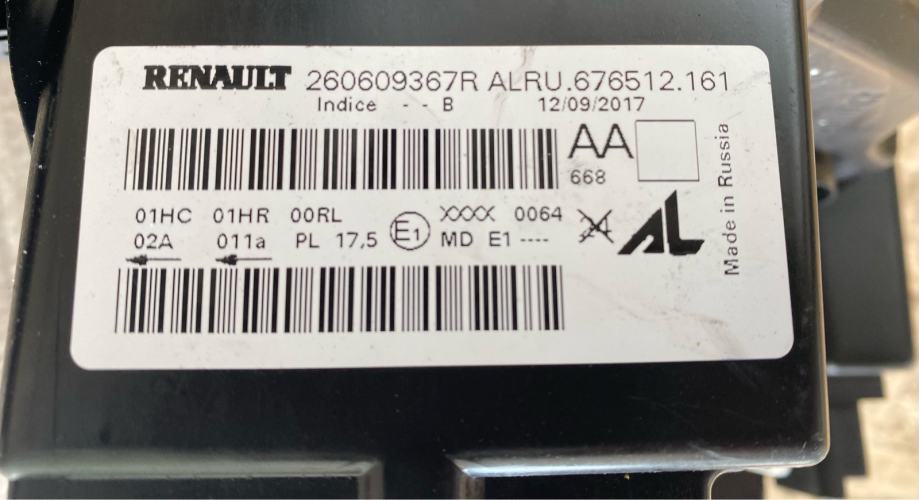 RENAULT 260609367R ALRU.676512.161
Indice - - B 12/09/2017
AA
668
01HC 01HR 00RL XXXX 0064
02A 011a PL 17,5 E1 MD E1 ----
AL
Made in Russia